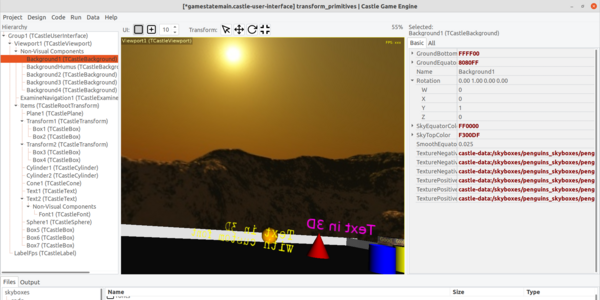 [*gamestatemain.castle-user-interface] transform_primitives | Castle Game Engine
Project Design Code Run Data Help
Hierarchy
Group1 (TCastleUserInterface)
Viewport1 (TCastleViewport)
Non-Visual Components
Background1 (TCastleBackground)
BackgroundHumus (TCastleBackgro
Background2 (TCastleBackground)
Background3 (TCastleBackground)
Background4 (TCastleBackground)
ExamineNavigation1 (TCastleExamine
Items (TCastleRootTransform)
Plane1 (TCastlePlane)
Transform1 (TCastleTransform)
Box1 (TCastleBox)
Box2 (TCastleBox)
Transform2 (TCastleTransform)
Box3 (TCastleBox)
Box4 (TCastleBox)
Cylinder1 (TCastleCylinder)
Cylinder2 (TCastleCylinder)
Cone1 (TCastleCone)
Text1 (TCastleText)
Text2 (TCastleText)
Non-Visual Components
Font1 (TCastleFont)
Sphere1 (TCastleSphere)
Box5 (TCastleBox)
Box6 (TCastleBox)
Box7 (TCastleBox)
LabelFps (TCastleLabel)
UI: 10 Transform: 55%
Viewport1 (TCastleViewport)
Text in 3D
Text in 3D
Selected:
Background1 (TCastleBackground)
Basic All
GroundBottom FFFF00
GroundEquato 8080FF
Name Background1
Rotation 0.00 1.00 0.00 0.00
W 0
X 0
Y 1
Z 0
SkyEquatorCol FF0000
SkyTopColor F300DF
SmoothEquato 0.025
TextureNegativ castle-data:/skyboxes/penguins_skyboxes/peng
TextureNegativ castle-data:/skyboxes/penguins_skyboxes/peng
TextureNegativ castle-data:/skyboxes/penguins_skyboxes/peng
TexturePositive castle-data:/skyboxes/penguins_skyboxes/peng
TexturePositive castle-data:/skyboxes/penguins_skyboxes/peng
TexturePositive castle-data:/skyboxes/penguins_skyboxes/peng
Files Output
skyboxes
Name Size Type